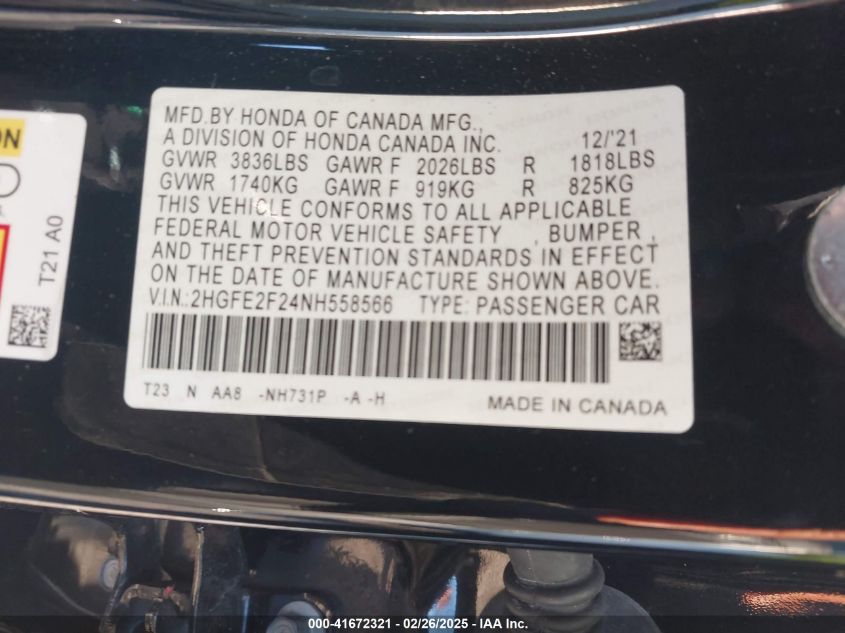 MFD.BY HONDA OF CANADA MFG.,
A DIVISION OF HONDA CANADA INC. 12/'21
GVWR 3836LBS GAWR F 2026LBS R 1818LBS
GVWR 1740KG GAWR F 919KG R 825KG
THIS VEHICLE CONFORMS TO ALL APPLICABLE
FEDERAL MOTOR VEHICLE SAFETY , BUMPER ,
AND THEFT PREVENTION STANDARDS IN EFFECT
ON THE DATE OF MANUFACTURE SHOWN ABOVE.
V.I.N.:2HGFE2F24NH558566 TYPE: PASSENGER CAR
T23 N AA8 -NH731P -A -H MADE IN CANADA
ON
T21 A0
000-41672321 | 02/26/2025 - IAA Inc.